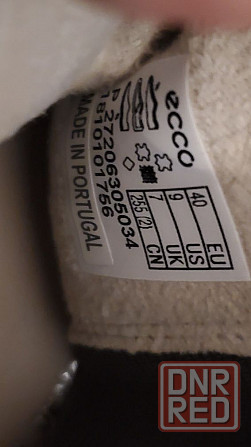 ecco
40 EU
9 US
7 UK
255 (2) CN
P 27206305034
1810101756
MADE IN PORTUGAL
DNR
RED